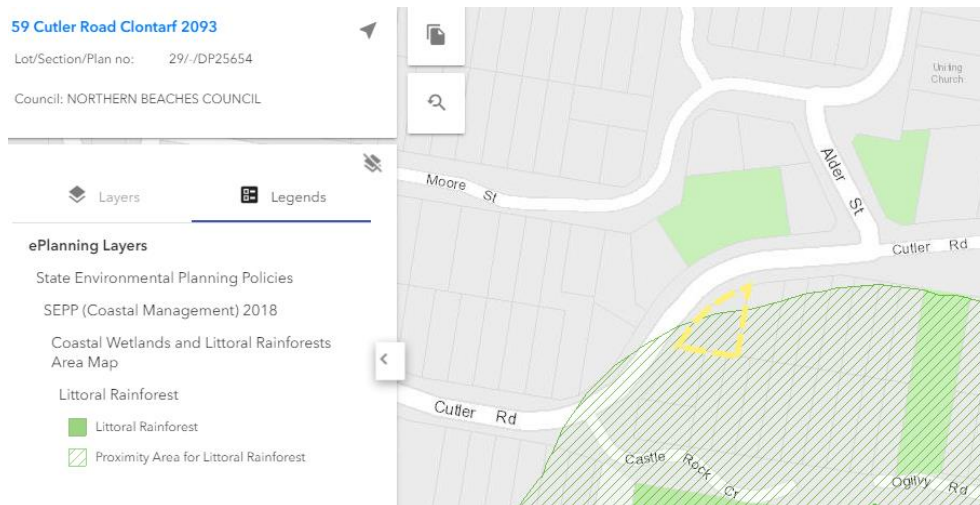 59 Cutler Road Clontarf 2093
Lot/Section/Plan no: 29/-/DP25654
Council: NORTHERN BEACHES COUNCIL
Layers
Legends
ePlanning Layers
State Environmental Planning Policies
SEPP (Coastal Management) 2018
Coastal Wetlands and Littoral Rainforests
Area Map
Littoral Rainforest
Littoral Rainforest
Proximity Area for Littoral Rainforest
Uniting
Church
Moore St
Alder St
Cutler Rd
Cutler Rd
Castle Rock Cr
Ogilvy Rd